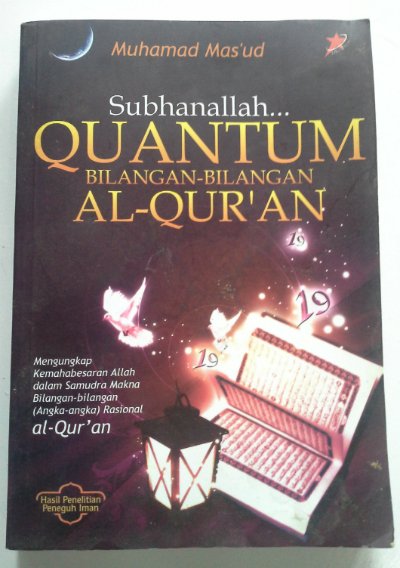 Muhamad Mas'ud
Subhanallah...
QUANTUM
BILANGAN-BILANGAN
AL-QUR'AN
19
19
19
Mengungkap
Kemahabesaran Allah
dalam Samudra Makna
Bilangan-bilangan
(Angka-angka) Rasional
al-Qur'an
Hasil Penelitian
Peneguh Iman